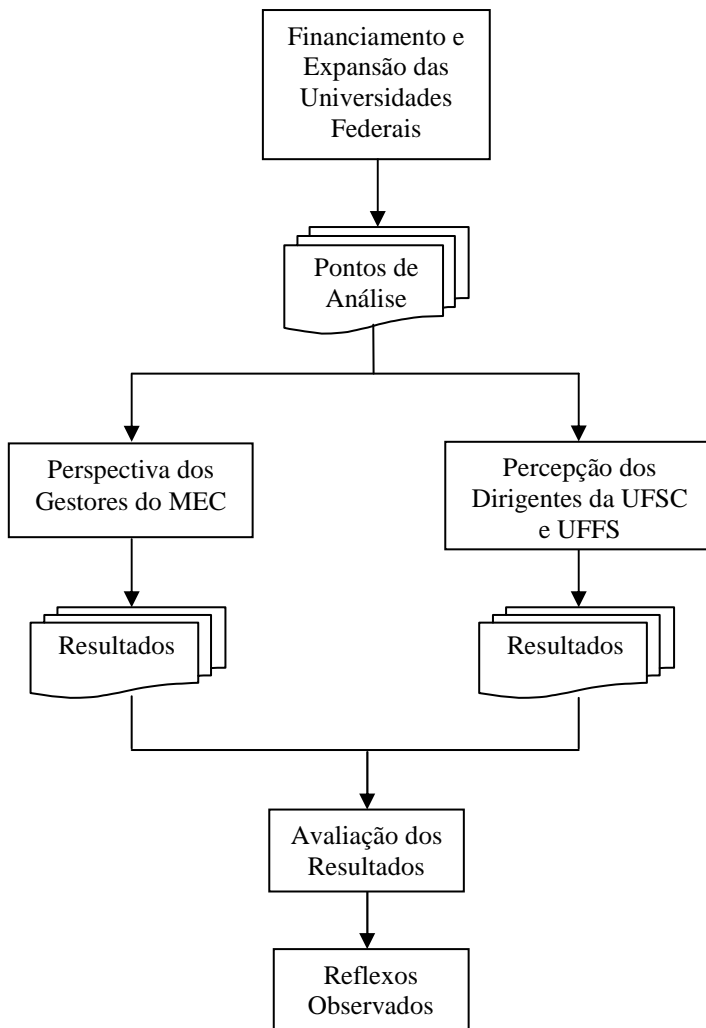 Financiamento e
Expansão das
Universidades
Federais
Pontos de
Análise
Perspectiva dos
Gestores do MEC
Percepção dos
Dirigentes da UFSC
e UFFS
Resultados
Resultados
Avaliação dos
Resultados
Reflexos
Observados